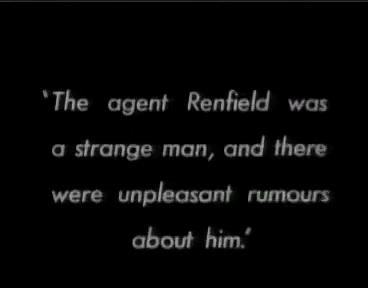 ‘The agent Renfield was
a strange man, and there
were unpleasant rumours
about him.’